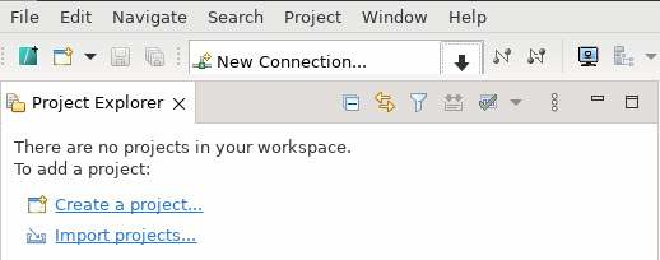 File Edit Navigate Search Project Window Help
New Connection...
Project Explorer
There are no projects in your workspace.
To add a project:
Create a project...
Import projects...